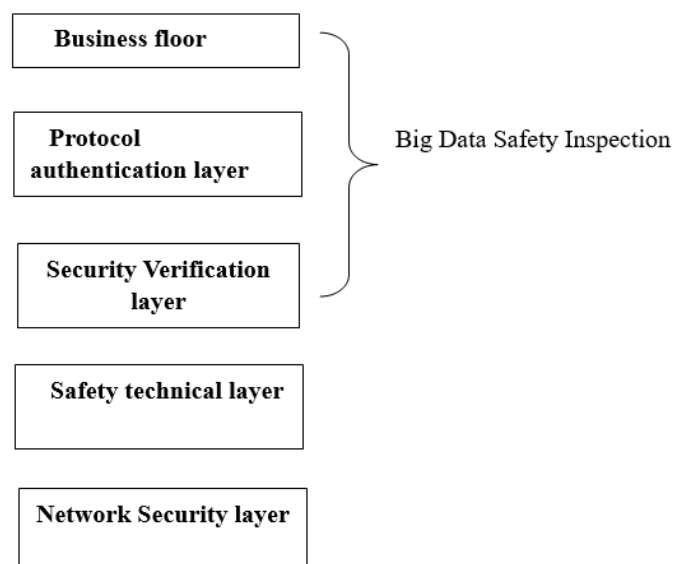 Business floor
Protocol
authentication layer
Big Data Safety Inspection
Security Verification
layer
Safety technical layer
Network Security layer